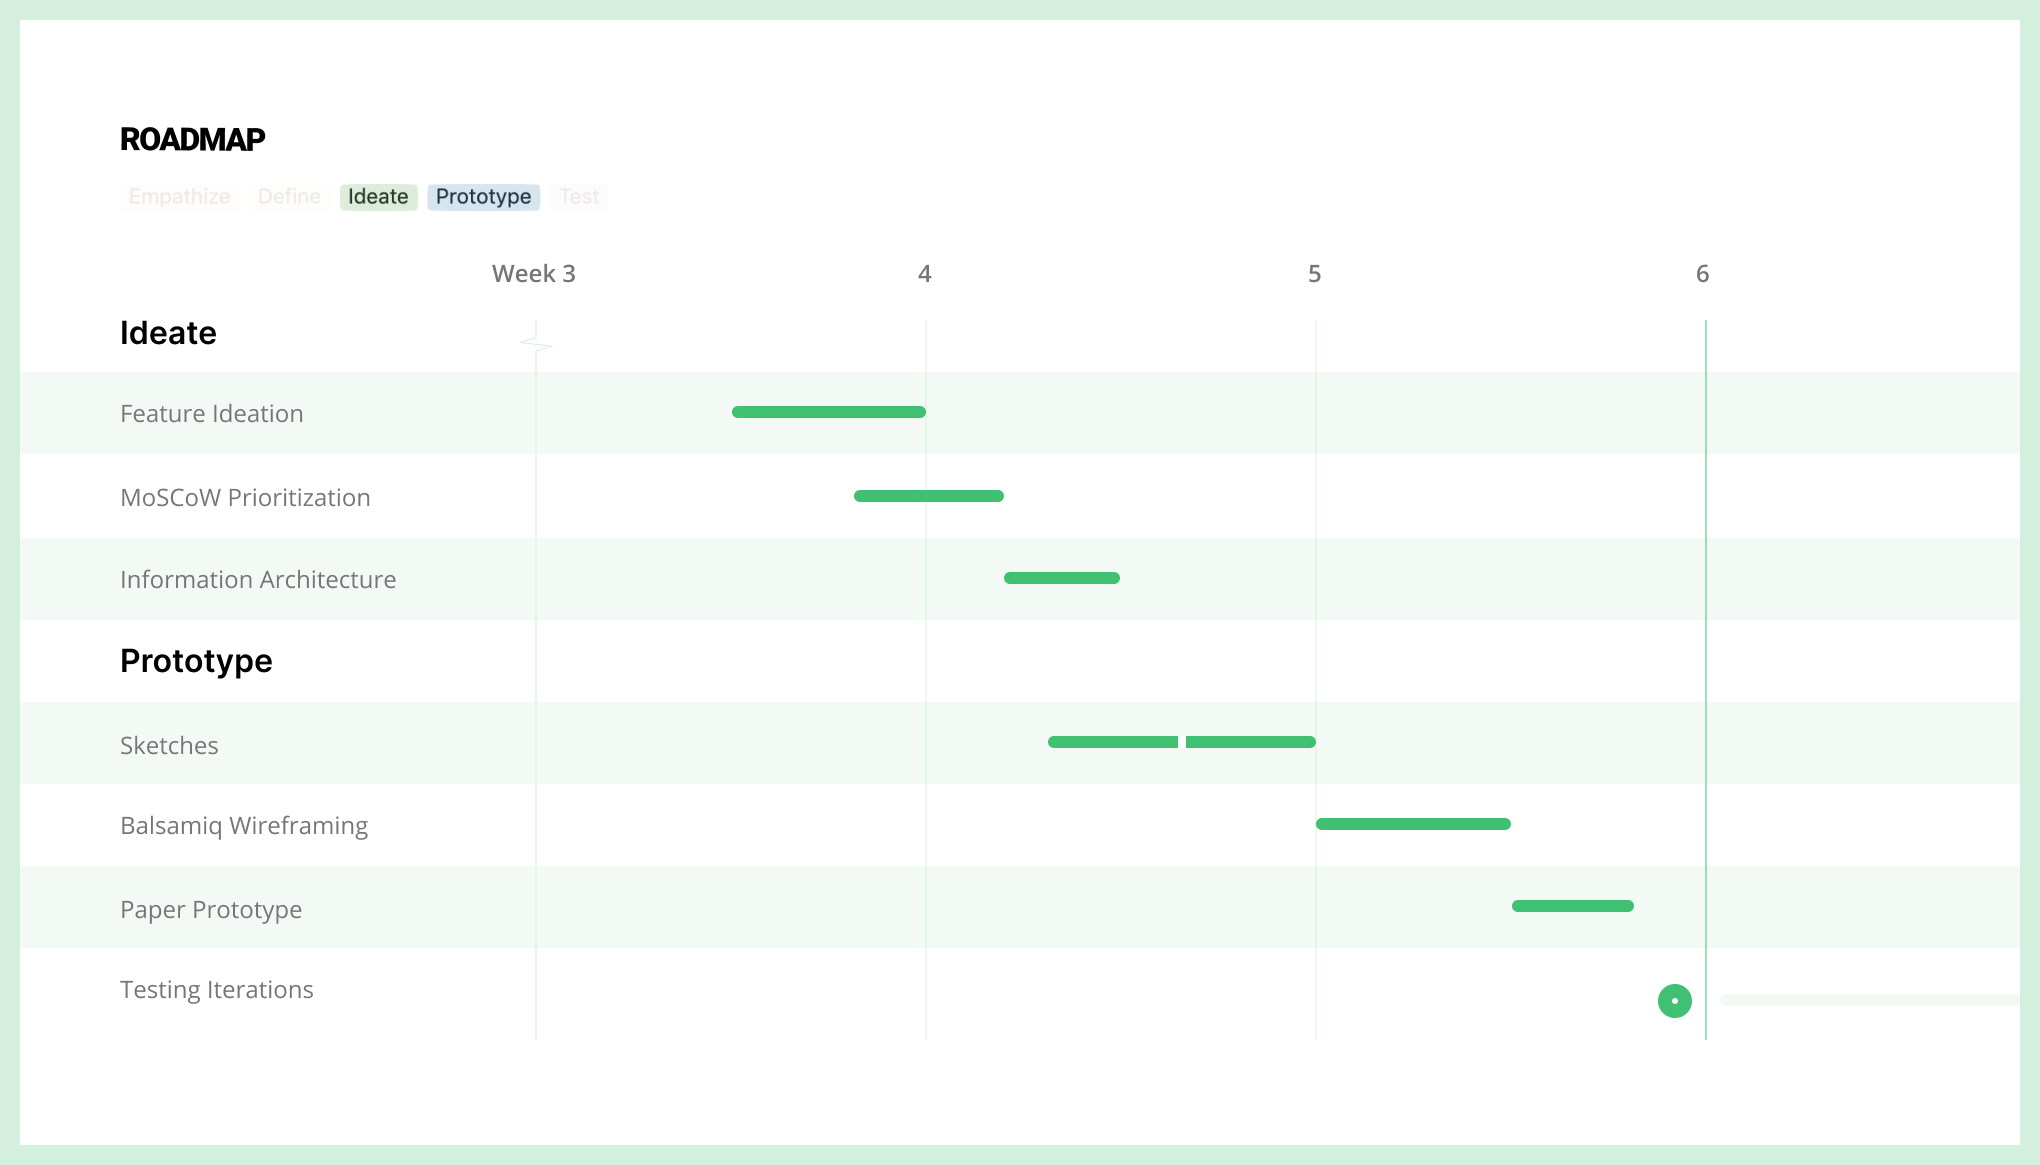 ROADMAP
Empathize Define Ideate Prototype Test
Week 3 4 5 6
Ideate
Feature Ideation
MoSCoW Prioritization
Information Architecture
Prototype
Sketches
Balsamiq Wireframing
Paper Prototype
Testing Iterations